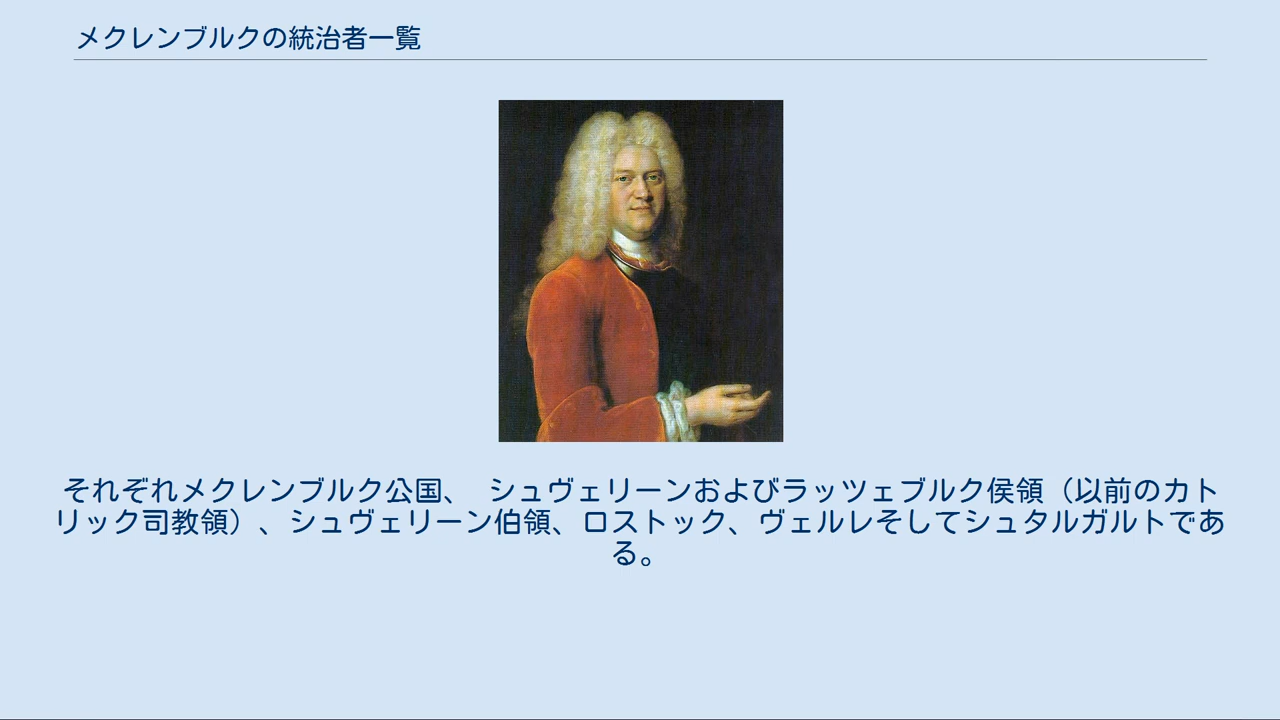 メクレンブルクの統治者一覧
それぞれメクレンブルク公国、 シュヴェリーンおよびラッツェブルク侯領（以前のカト
リック司教領）、シュヴェリーン伯領、ロストック、ヴェルレそしてシュタルガルトであ
る。